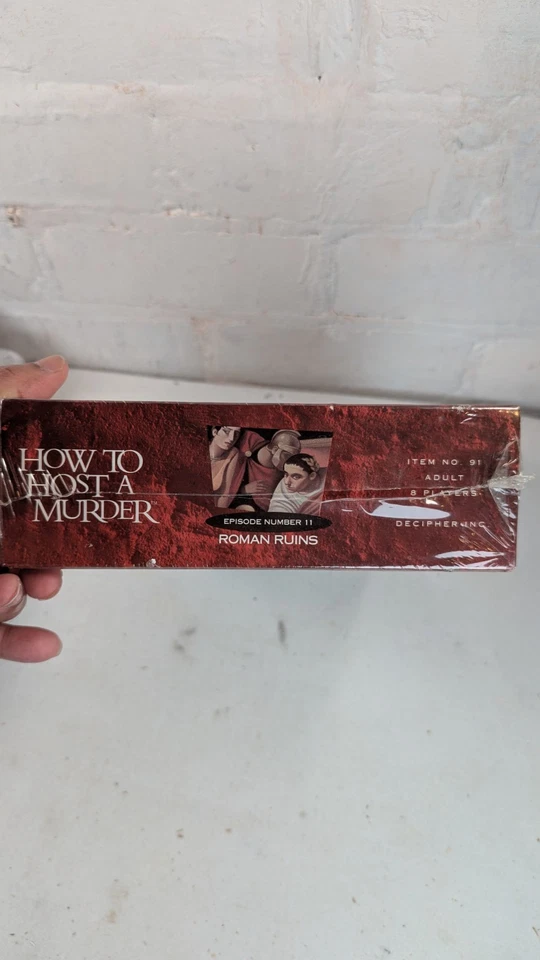 HOW TO
HOST A
MURDER
EPISODE NUMBER 11
ROMAN RUINS
ITEM NO. 91
ADULT
8 PLAYERS
DECIPHER INC